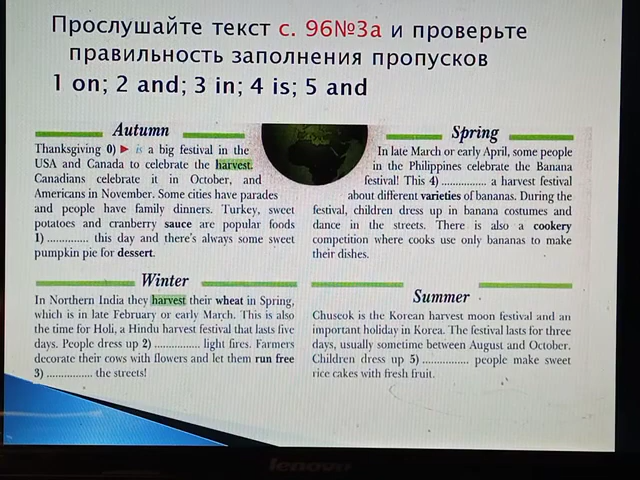 Прослушайте текст с. 96№3а и проверьте
правильность заполнения пропусков
1 on; 2 and; 3 in; 4 is; 5 and
Autumn
Thanksgiving 0) ► is a big festival in the
USA and Canada to celebrate the harvest.
Canadians celebrate it in October, and
Americans in November. Some cities have parades
and people have family dinners. Turkey, sweet
potatoes and cranberry sauce are popular foods
1) .............. this day and there's always some sweet
pumpkin pie for dessert.
Spring
In late March or early April, some people
in the Philippines celebrate the Banana
festival! This 4) ............... a harvest festival
about different varieties of bananas. During the
festival, children dress up in banana costumes and
dance in the streets. There is also a cookery
competition where cooks use only bananas to make
their dishes.
Winter
In Northern India they harvest their wheat in Spring,
which is in late February or early March. This is also
the time for Holi, a Hindu harvest festival that lasts five
days. People dress up 2) ............... light fires. Farmers
decorate their cows with flowers and let them run free
3) ............... the streets!
Summer
Chuseok is the Korean harvest moon festival and an
important holiday in Korea. The festival lasts for three
days, usually sometime between August and October.
Children dress up 5) ............... people make sweet
rice cakes with fresh fruit.
lenovo